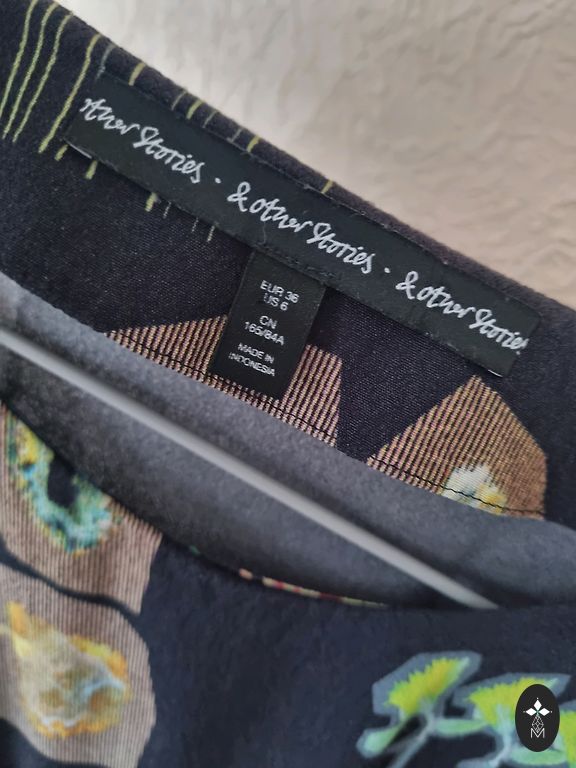 other Stories · & other Stories · & other Stories
EUR 36
US 6
CN
165/84A
MADE IN
INDONESIA